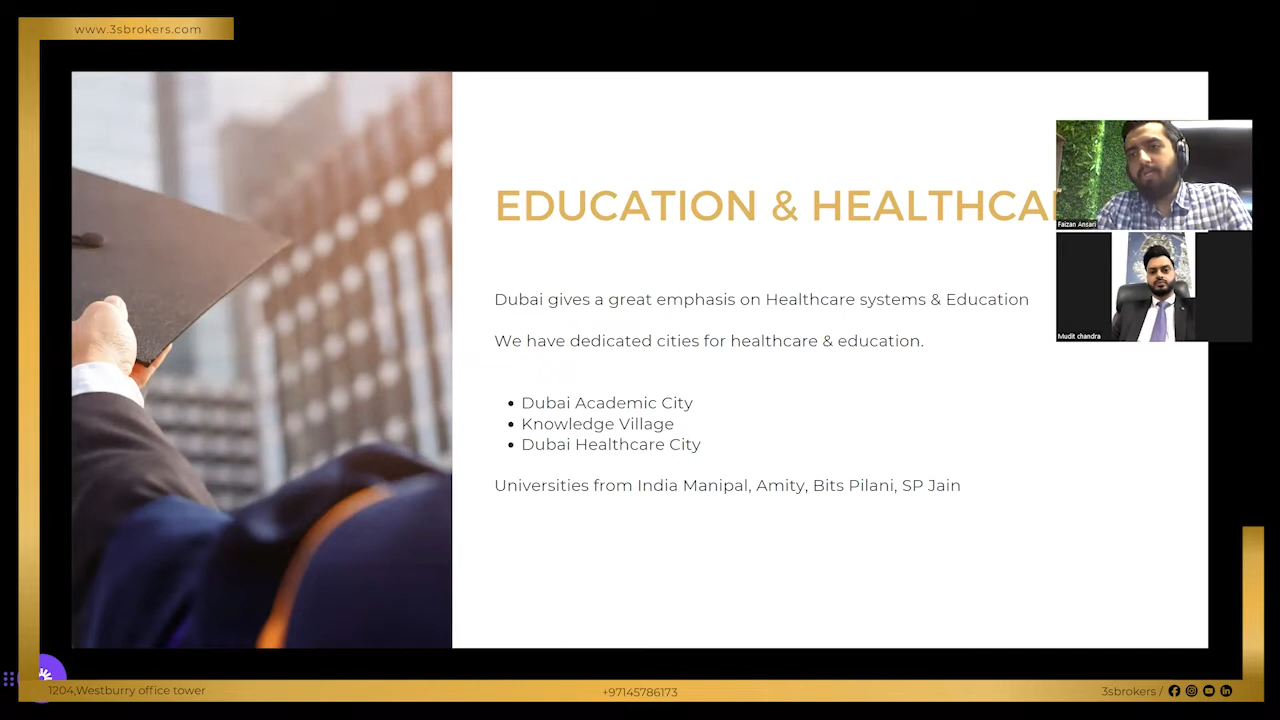 www.3sbrokers.com
EDUCATION & HEALTHCA
Faizan Ansari
Dubai gives a great emphasis on Healthcare systems & Education
Mudit chandra
We have dedicated cities for healthcare & education.
• Dubai Academic City
• Knowledge Village
• Dubai Healthcare City
Universities from India Manipal, Amity, Bits Pilani, SP Jain
1204,Westburry office tower
+97145786173
3sbrokers /